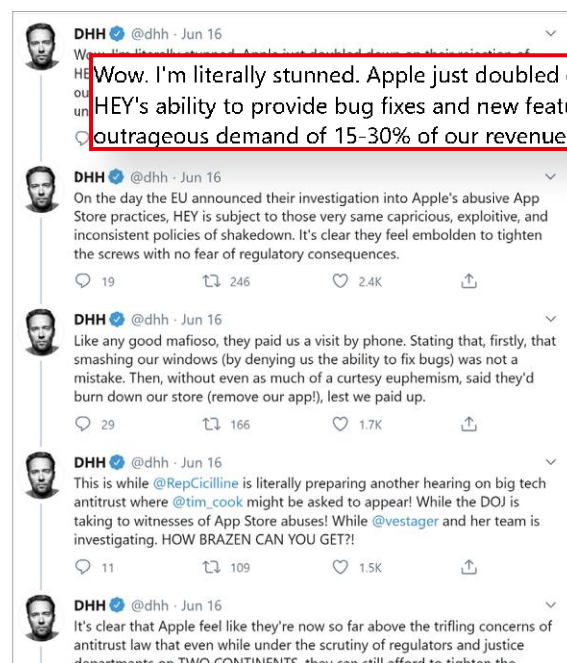 DHH @dhh · Jun 16
Wow. I'm literally stunned. Apple just doubled
HEY's ability to provide bug fixes and new featu
outrageous demand of 15-30% of our revenue
DHH @dhh · Jun 16
On the day the EU announced their investigation into Apple's abusive App
Store practices, HEY is subject to those very same capricious, exploitive, and
inconsistent policies of shakedown. It's clear they feel embolden to tighten
the screws with no fear of regulatory consequences.
19 246 2.4K
DHH @dhh · Jun 16
Like any good mafioso, they paid us a visit by phone. Stating that, firstly, that
smashing our windows (by denying us the ability to fix bugs) was not a
mistake. Then, without even as much of a curtesy euphemism, said they'd
burn down our store (remove our app!), lest we paid up.
29 166 1.7K
DHH @dhh · Jun 16
This is while @RepCicilline is literally preparing another hearing on big tech
antitrust where @tim_cook might be asked to appear! While the DOJ is
taking to witnesses of App Store abuses! While @vestager and her team is
investigating. HOW BRAZEN CAN YOU GET?!
11 109 1.5K
DHH @dhh · Jun 16
It's clear that Apple feel like they're now so far above the trifling concerns of
antitrust law that even while under the scrutiny of regulators and justice
departments on TWO CONTINENTS, they can still afford to tighten the